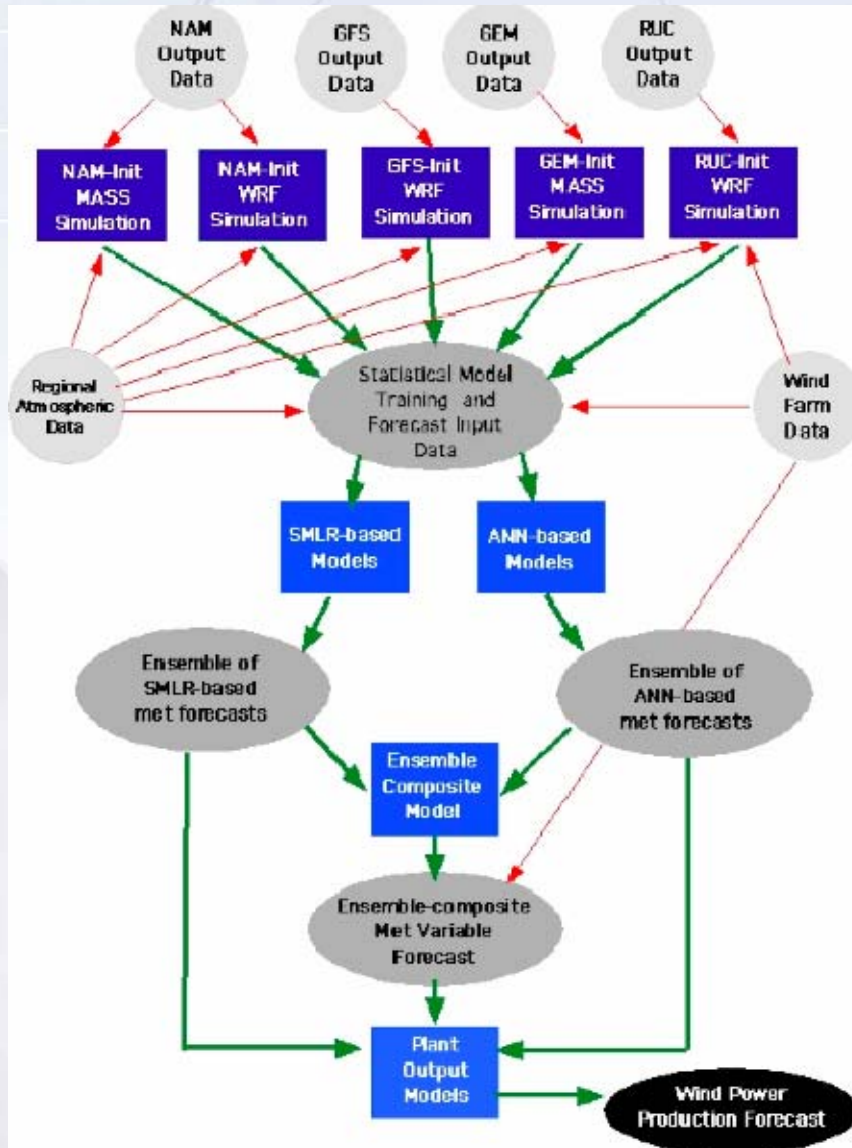 NAM
Output
Data
GFS
Output
Data
GEM
Output
Data
RUC
Output
Data
NAM-Init
MASS
Simulation
NAM-Init
WRF
Simulation
GFS-Init
WRF
Simulation
GEM-Init
MASS
Simulation
RUC-Init
WRF
Simulation
Regional
Atmospheric
Data
Statistical Model
Training and
Forecast Input
Data
Wind
Farm
Data
SMLR-based
Models
ANN-based
Models
Ensemble of
SMLR-based
met forecasts
Ensemble of
ANN-based
met forecasts
Ensemble
Composite
Model
Ensemble-composite
Met Variable
Forecast
Plant
Output
Models
Wind Power
Production Forecast